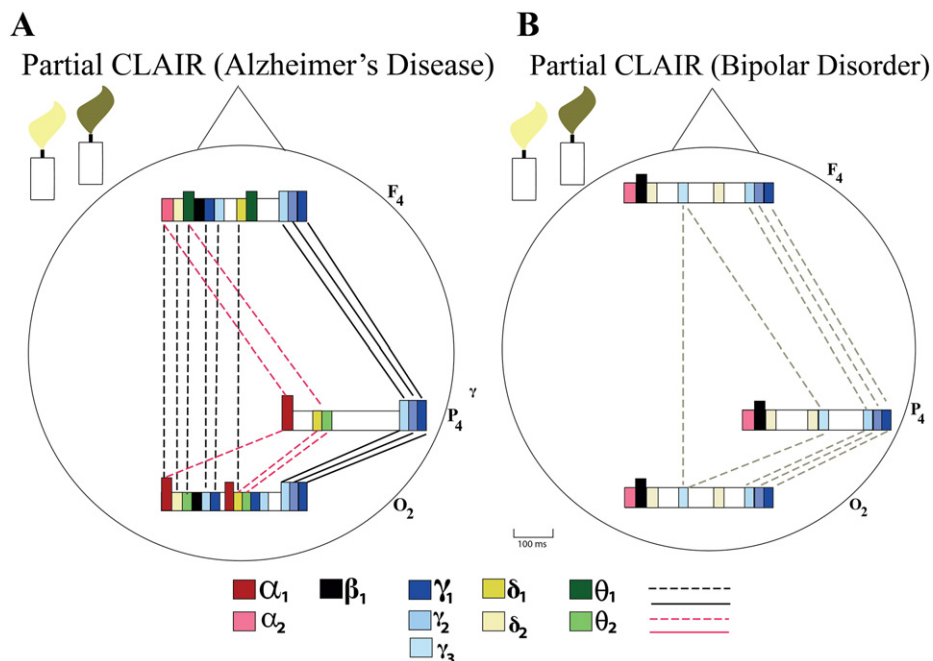 A
B
Partial CLAIR (Alzheimer's Disease)
Partial CLAIR (Bipolar Disorder)
F4
F4
γ
P4
P4
O2
O2
100 ms
α1 β1 γ1 δ1 θ1
α2 γ2 δ2 θ2
γ3